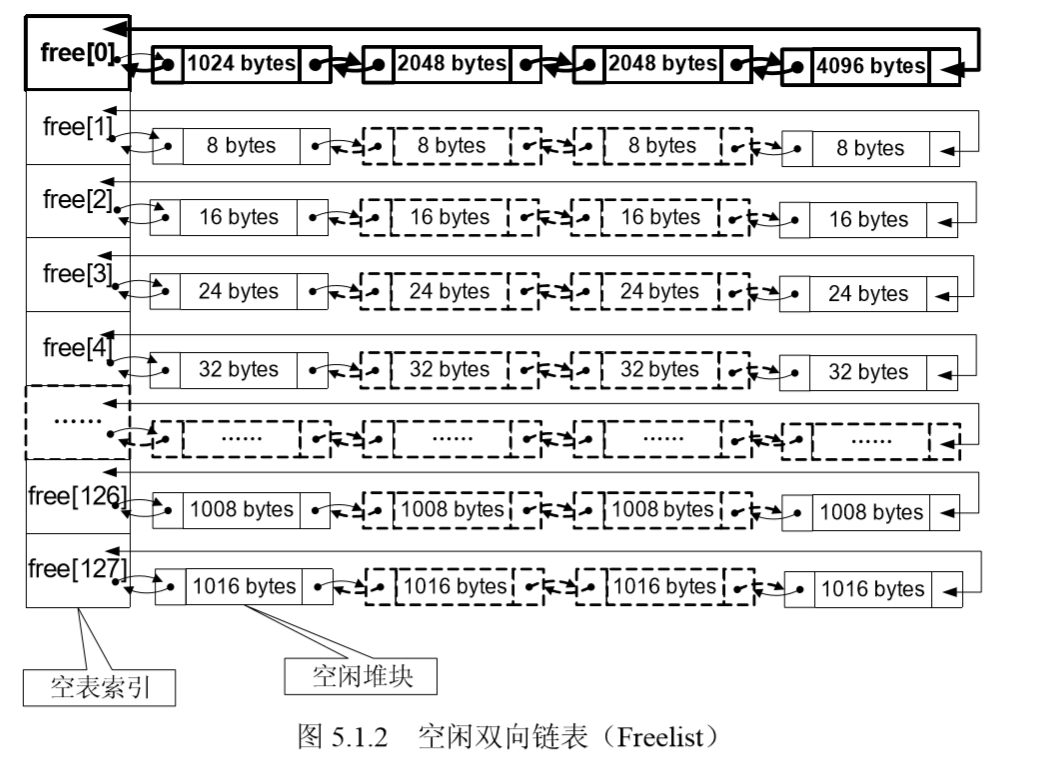 free[0] 1024 bytes 2048 bytes 2048 bytes 4096 bytes
free[1] 8 bytes 8 bytes 8 bytes 8 bytes
free[2] 16 bytes 16 bytes 16 bytes 16 bytes
free[3] 24 bytes 24 bytes 24 bytes 24 bytes
free[4] 32 bytes 32 bytes 32 bytes 32 bytes
…… …… …… …… ……
free[126] 1008 bytes 1008 bytes 1008 bytes 1008 bytes
free[127] 1016 bytes 1016 bytes 1016 bytes 1016 bytes
空闲堆块
空表索引
图 5.1.2 空闲双向链表（Freelist）